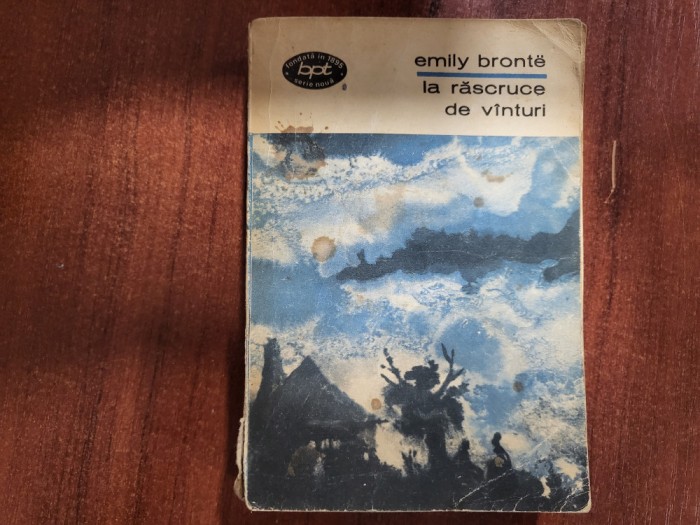 fondată în 1895
bpt
serie nouă
emily brontë
la răscruce
de vînturi